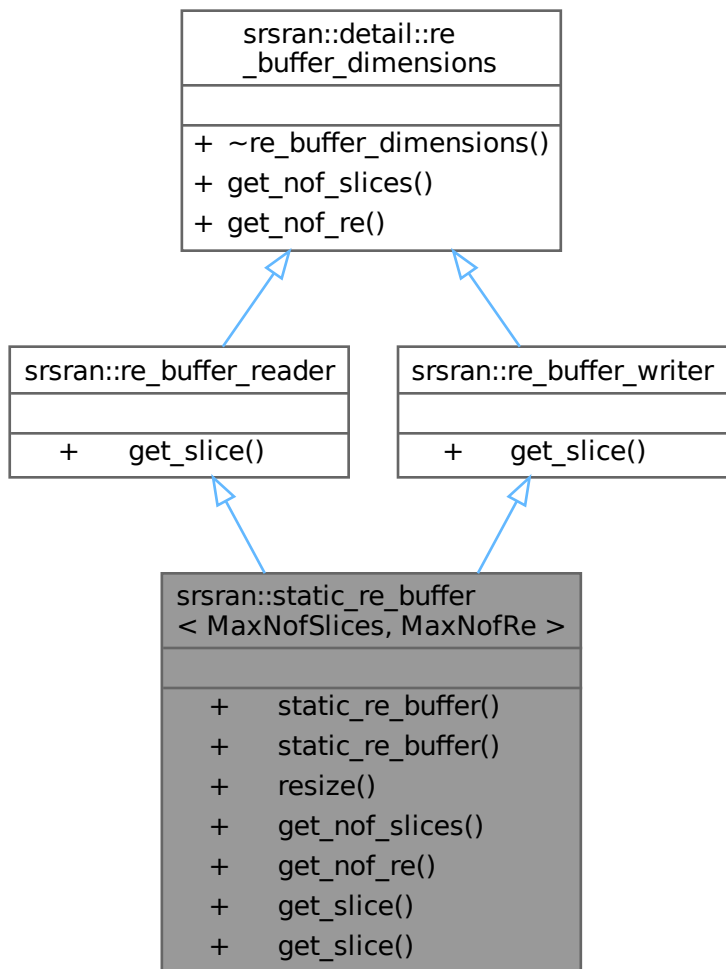 srsran::detail::re
_buffer_dimensions
+ ~re_buffer_dimensions()
+ get_nof_slices()
+ get_nof_re()
srsran::re_buffer_reader
+ get_slice()
srsran::re_buffer_writer
+ get_slice()
srsran::static_re_buffer
< MaxNofSlices, MaxNofRe >
+ static_re_buffer()
+ static_re_buffer()
+ resize()
+ get_nof_slices()
+ get_nof_re()
+ get_slice()
+ get_slice()